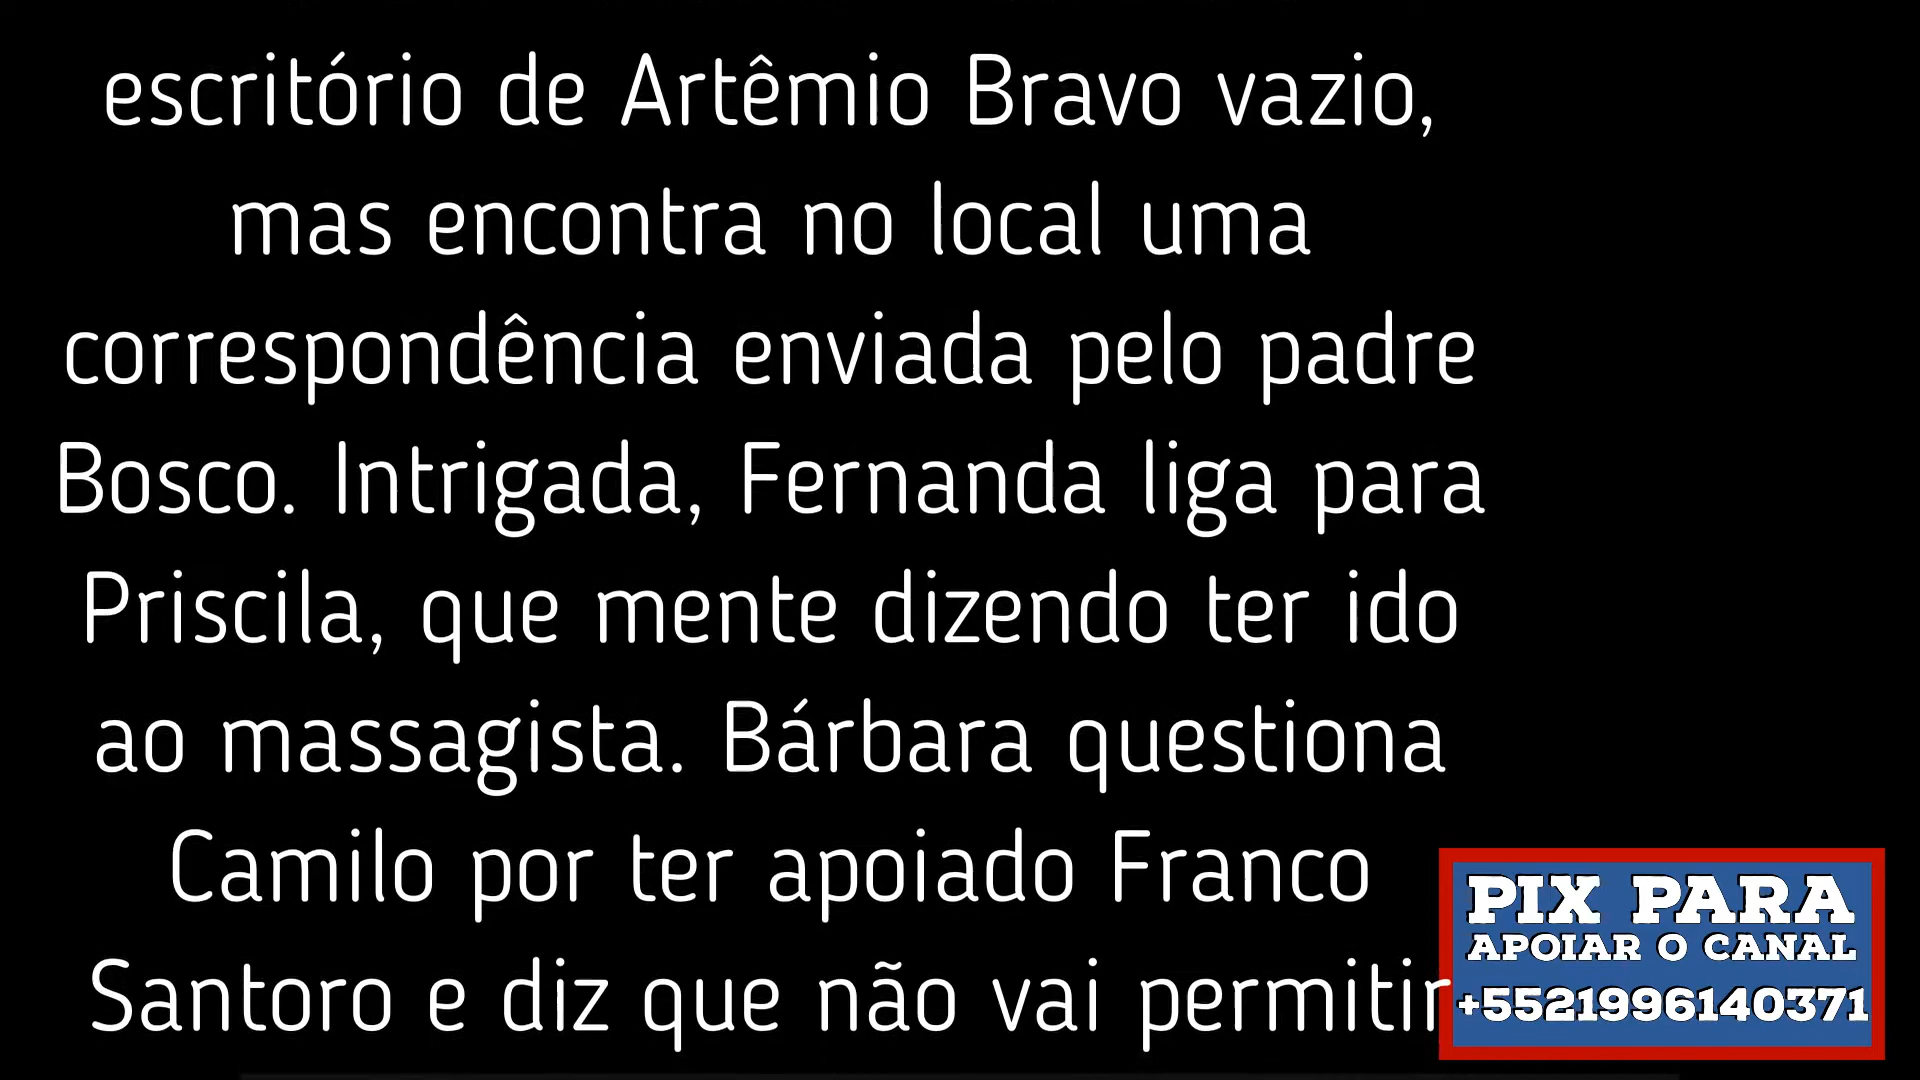 escritório de Artêmio Bravo vazio,
mas encontra no local uma
correspondência enviada pelo padre
Bosco. Intrigada, Fernanda liga para
Priscila, que mente dizendo ter ido
ao massagista. Bárbara questiona
Camilo por ter apoiado Franco
Santoro e diz que não vai permitir
PIX PARA
APOIAR O CANAL
+5521996140371